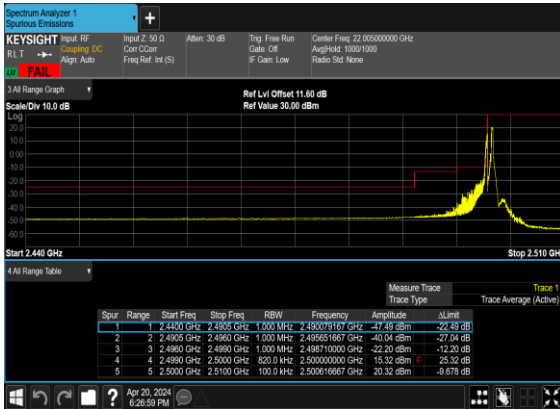 Spectrum Analyzer 1
Spurious Emissions
+
KEYSIGHT Input: RF Input Z: 50 Ω Atten: 30 dB Trig: Free Run Center Freq: 22.005000000 GHz
RLT Coupling: DC Corr CCorr Gate: Off Avg|Hold: 1000/1000
Align: Auto Freq Ref: Int (S) IF Gain: Low Radio Std: None
LV FAIL
3 All Range Graph
Ref Lvl Offset 11.60 dB
Scale/Div 10.0 dB Ref Value 30.00 dBm
Log
20.0
10.0
0.00
-10.0
-20.0
-30.0
-40.0
-50.0
-60.0
Start 2.440 GHz Stop 2.510 GH
4 All Range Table
Measure Trace Trace 1
Trace Type Trace Average (Active)
Spur Range Start Freq Stop Freq RBW Frequency Amplitude ΔLimit
1 1 2.4400 GHz 2.4905 GHz 1.000 MHz 2.490079167 GHz -47.49 dBm -22.49 dB
2 2 2.4905 GHz 2.4960 GHz 1.000 MHz 2.495651667 GHz -40.04 dBm -27.04 dB
3 3 2.4960 GHz 2.4990 GHz 1.000 MHz 2.498710000 GHz -22.20 dBm -12.20 dB
4 4 2.4990 GHz 2.5000 GHz 820.0 kHz 2.500000000 GHz 15.32 dBm F 25.32 dB
5 5 2.5000 GHz 2.5100 GHz 100.0 kHz 2.500616667 GHz 20.32 dBm -9.678 dB
? Apr 20, 2024
6:26:59 PM